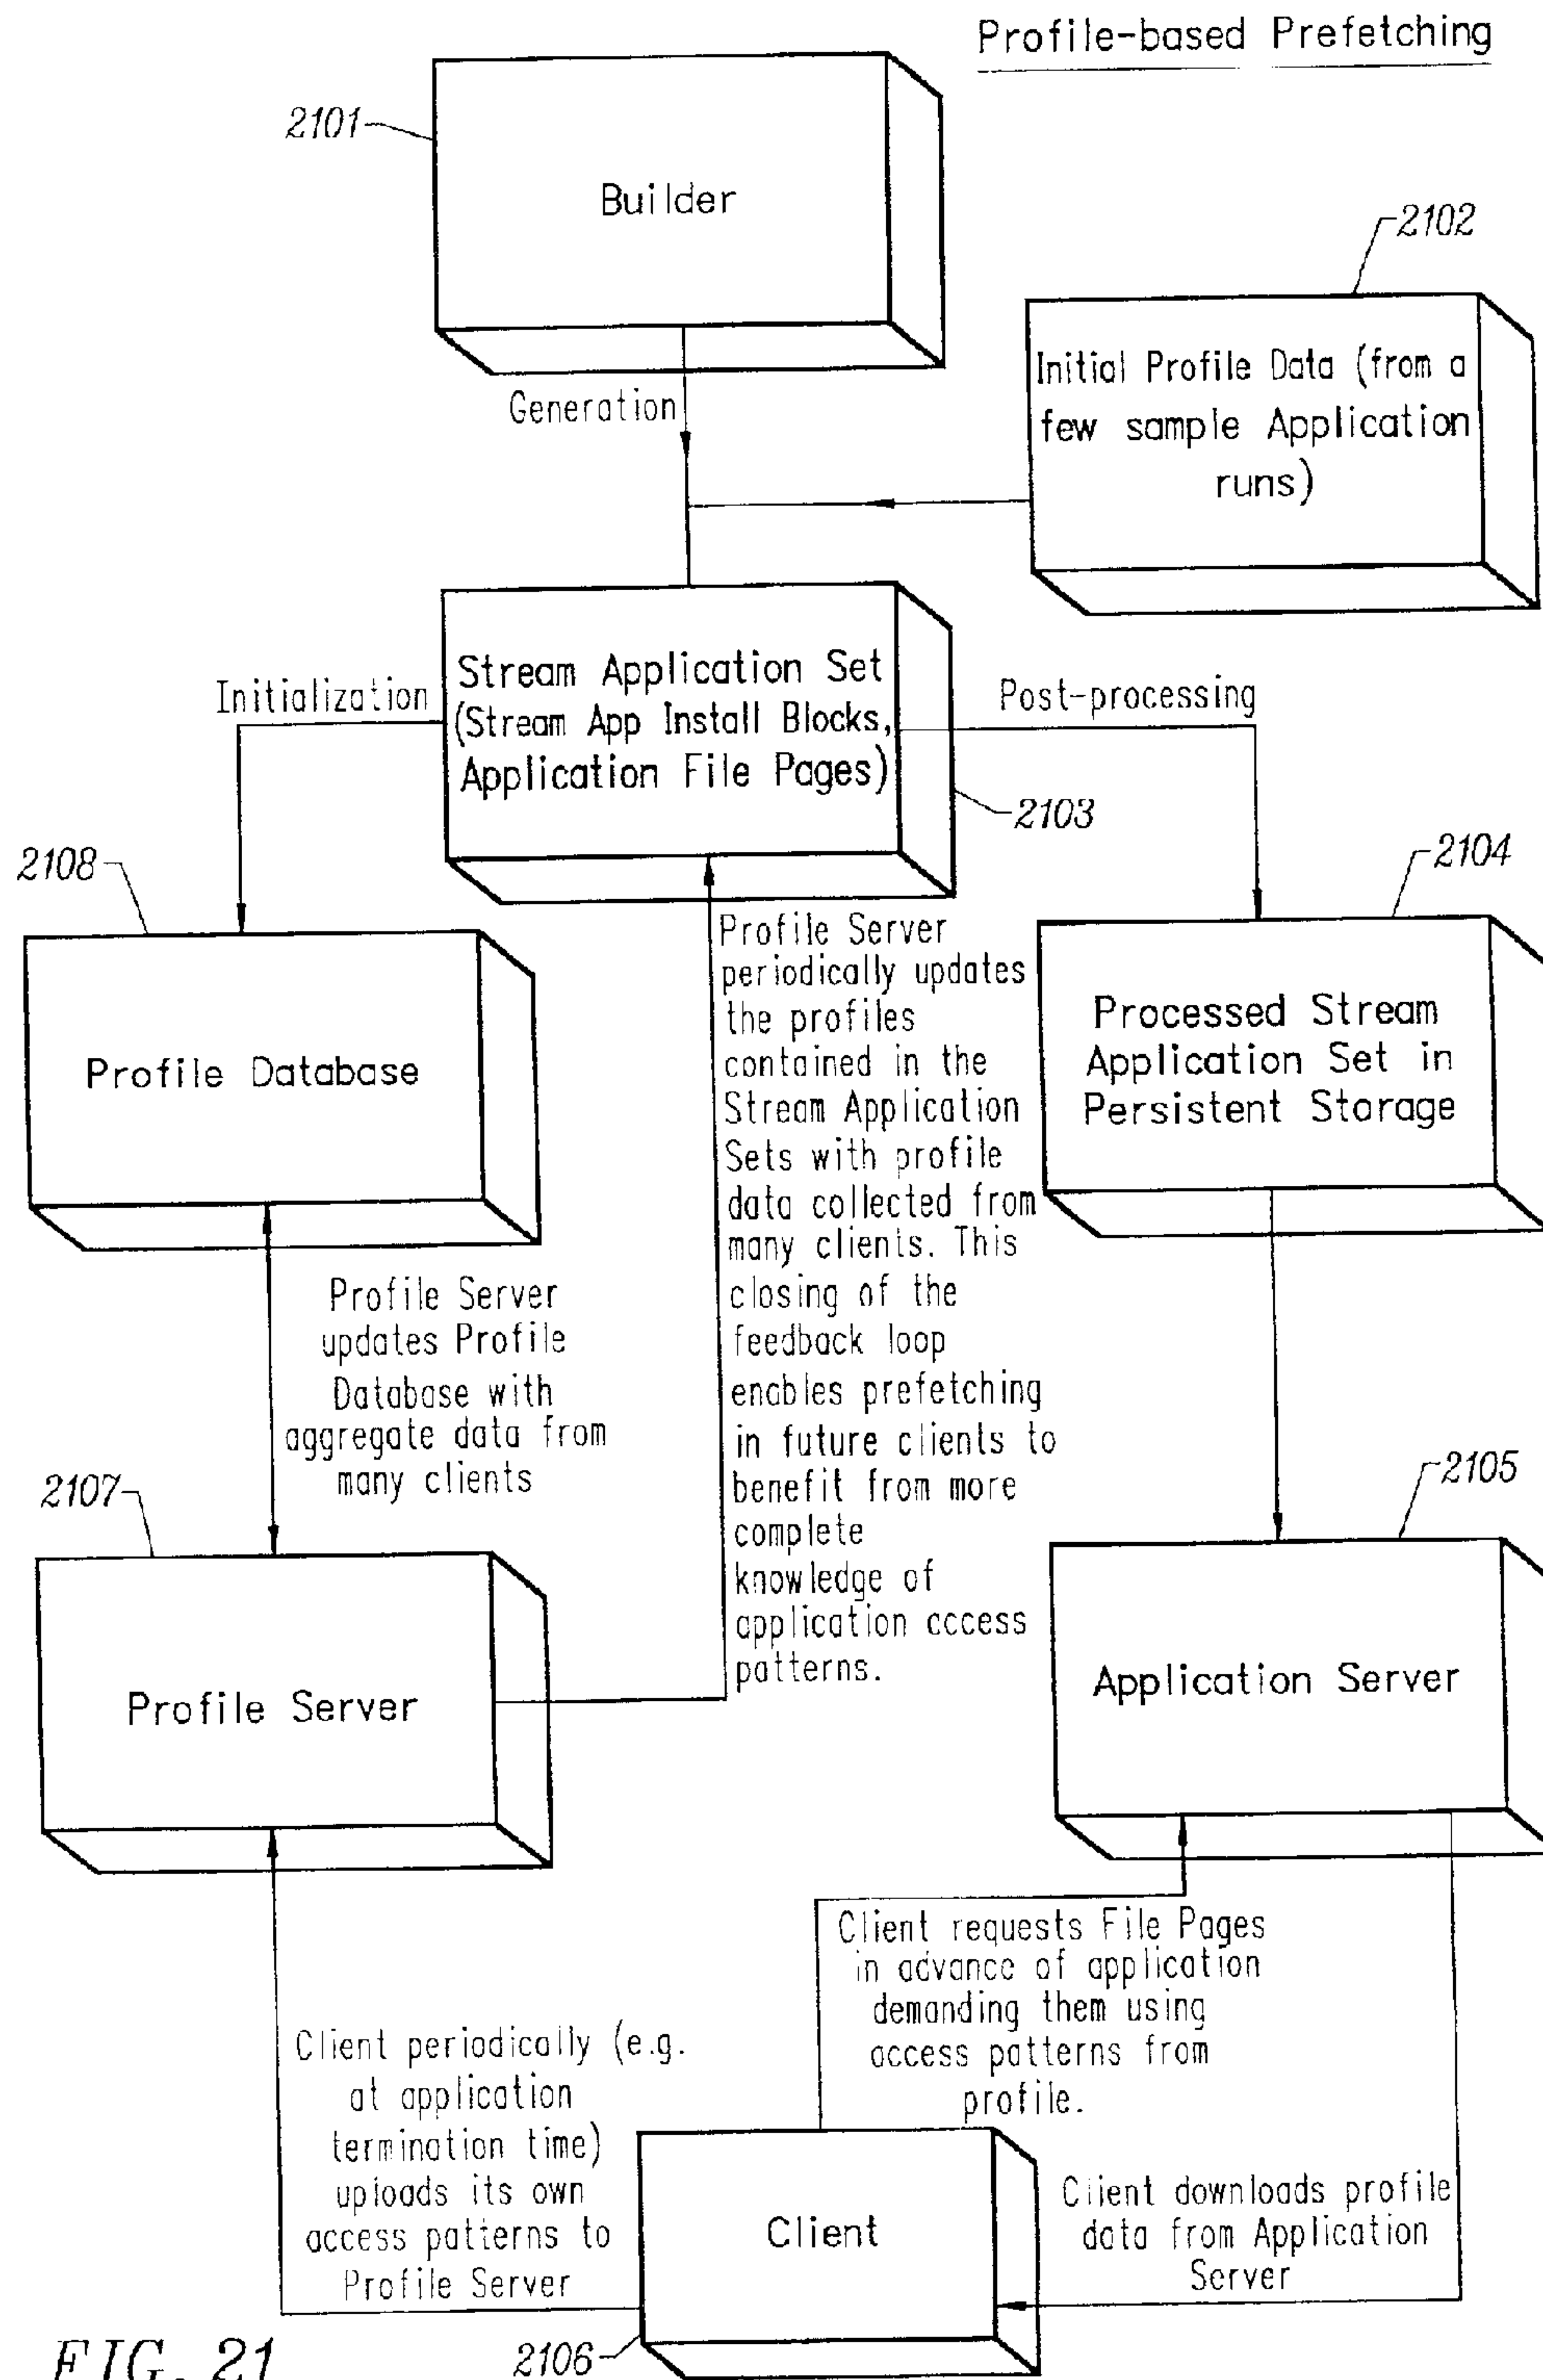 Profile-based Prefetching
2101
Builder
2102
Initial Profile Data (from a
few sample Application
runs)
Generation
Stream Application Set
(Stream App Install Blocks,
Application File Pages)
Initialization
Post-processing
2103
2108
2104
Profile Database
Profile Server
periodically updates
the profiles
contained in the
Stream Application
Sets with profile
data collected from
many clients. This
closing of the
feedback loop
enables prefetching
in future clients to
benefit from more
complete
knowledge of
application cccess
patterns.
Processed Stream
Application Set in
Persistent Storage
Profile Server
updates Profile
Database with
aggregate data from
many clients
2107
2105
Profile Server
Application Server
Client requests File Pages
in advance of application
demanding them using
access patterns from
profile.
Client periodically (e.g.
at application
termination time)
uploads its own
access patterns to
Profile Server
Client
Client downloads profile
data from Application
Server
2106
FIG. 21